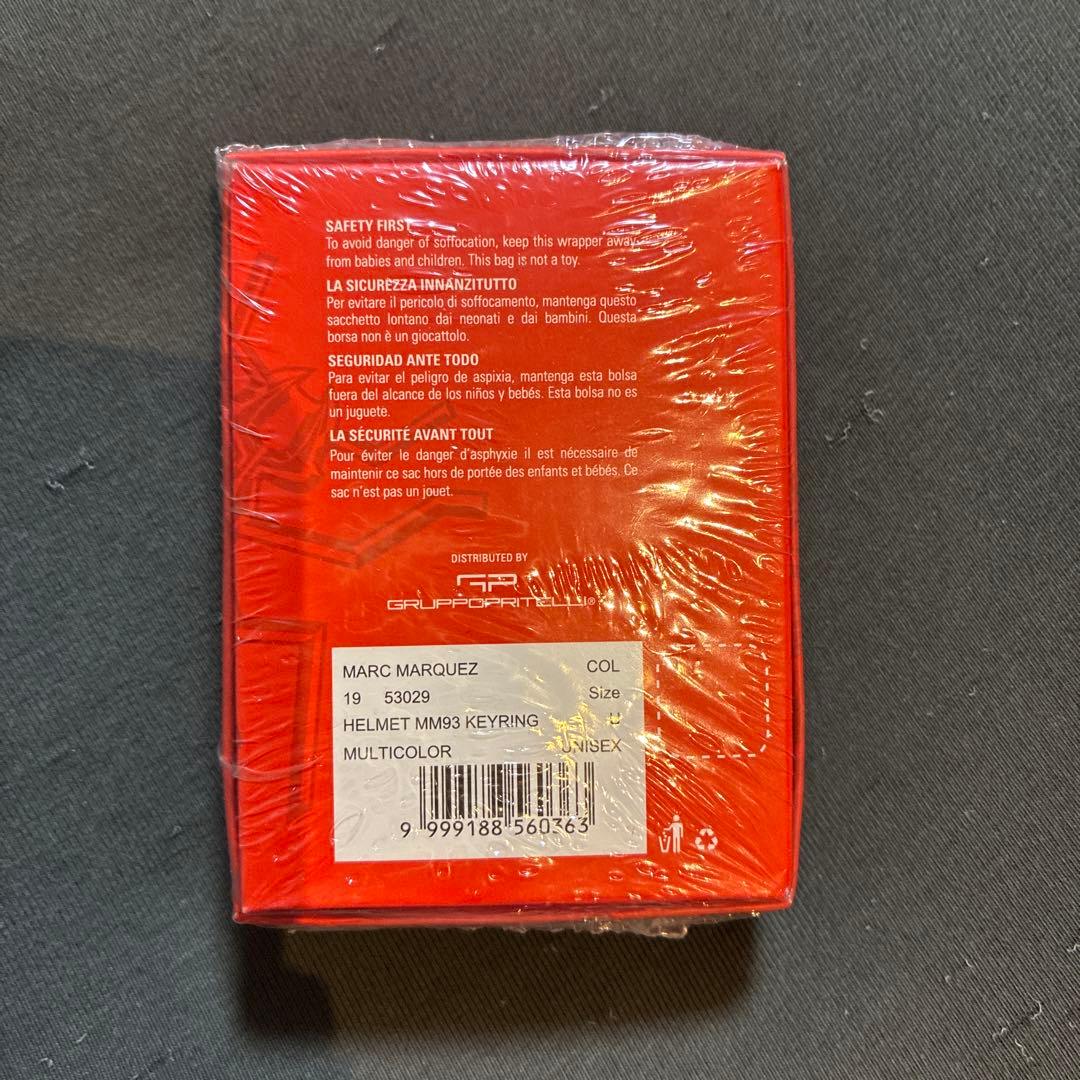 SAFETY FIRST
To avoid danger of soffocation, keep this wrapper away
from babies and children. This bag is not a toy.
LA SICUREZZA INNANZITUTTO
Per evitare il pericolo di soffocamento, mantenga questo
sacchetto lontano dai neonati e dai bambini. Questa
borsa non è un giocattolo.
SEGURIDAD ANTE TODO
Para evitar el peligro de aspixia, mantenga esta bolsa
fuera del alcance de los niños y bebés. Esta bolsa no es
un juguete.
LA SÉCURITÉ AVANT TOUT
Pour éviter le danger d'asphyxie il est nécessaire de
maintenir ce sac hors de portée des enfants et bébés. Ce
sac n'est pas un jouet.
DISTRIBUTED BY
GP
GRUPPOPRITELLI®
MARC MARQUEZ COL
19 53029 Size
HELMET MM93 KEYRING U
MULTICOLOR UNISEX
9 999188 560363